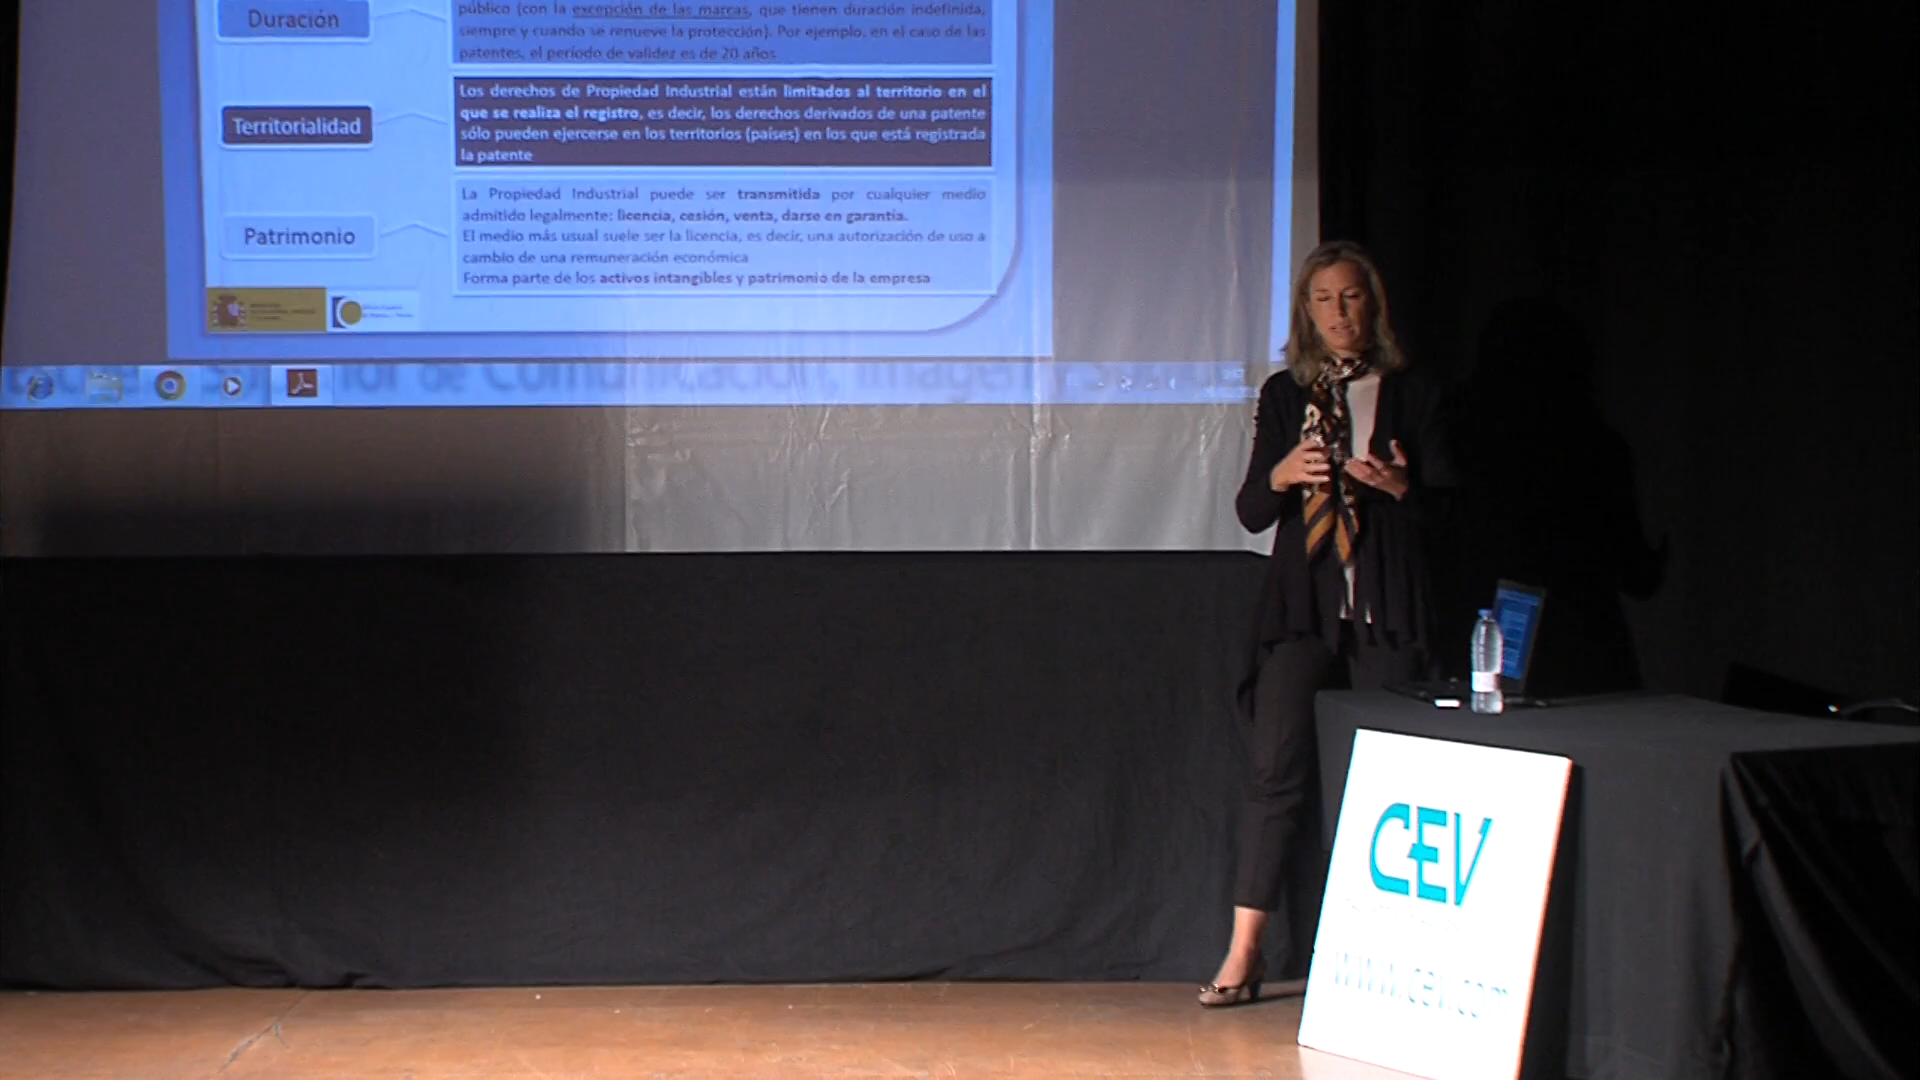 Duración
público (con la excepción de las marcas, que tienen duración indefinida,
siempre y cuando se renueve la protección). Por ejemplo, en el caso de las
patentes, el período de validez es de 20 años
Territorialidad
Los derechos de Propiedad Industrial están limitados al territorio en el
que se realiza el registro, es decir, los derechos derivados de una patente
sólo pueden ejercerse en los territorios (países) en los que está registrada
la patente
Patrimonio
La Propiedad Industrial puede ser transmitida por cualquier medio
admitido legalmente: licencia, cesión, venta, darse en garantía.
El medio más usual suele ser la licencia, es decir, una autorización de uso a
cambio de una remuneración económica
Forma parte de los activos intangibles y patrimonio de la empresa
de Comunicación, Imagen y
CEV
www.cev.com